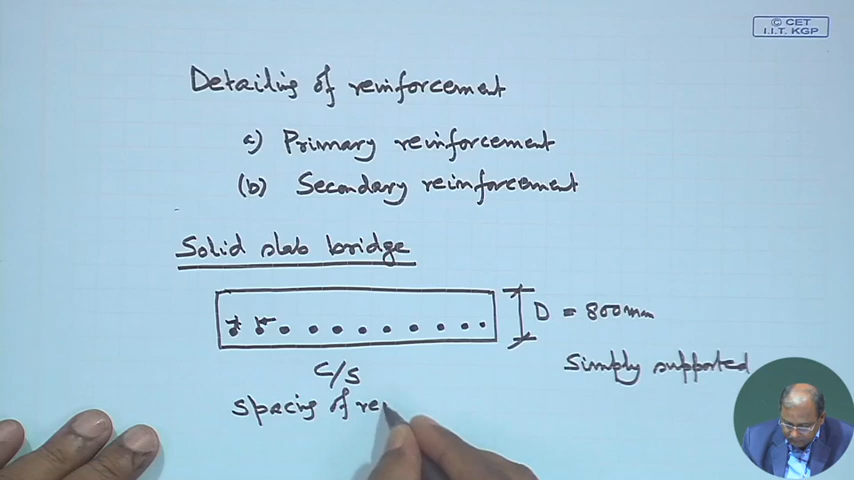 © CET
I.I.T. KGP
Detailing of reinforcement
a) Primary reinforcement
(b) Secondary reinforcement
Solid slab bridge
D = 800mm
C/S
Simply supported
Spacing of re